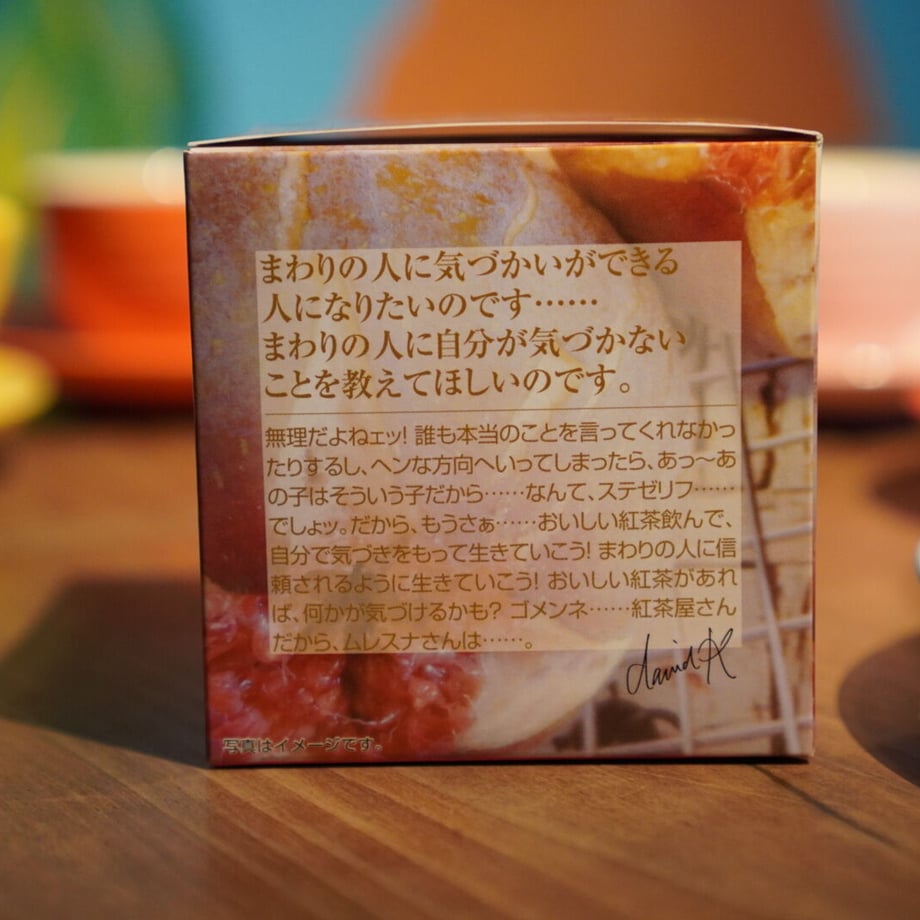 まわりの人に気づかいができる
人になりたいのです……
まわりの人に自分が気づかない
ことを教えてほしいのです。
無理だよねェッ! 誰も本当のことを言ってくれなかっ
たりするし、ヘンな方向へいってしまったら、あっ〜あ
の子はそういう子だから……なんて、ステゼリフ……
でしょッ。だから、もうさぁ……おいしい紅茶飲んで、
自分で気づきをもって生きていこう! まわりの人に信
頼されるように生きていこう! おいしい紅茶があれ
ば、何かが気づけるかも? ゴメンネ……紅茶屋さん
だから、ムレスナさんは……。
david K
写真はイメージです。